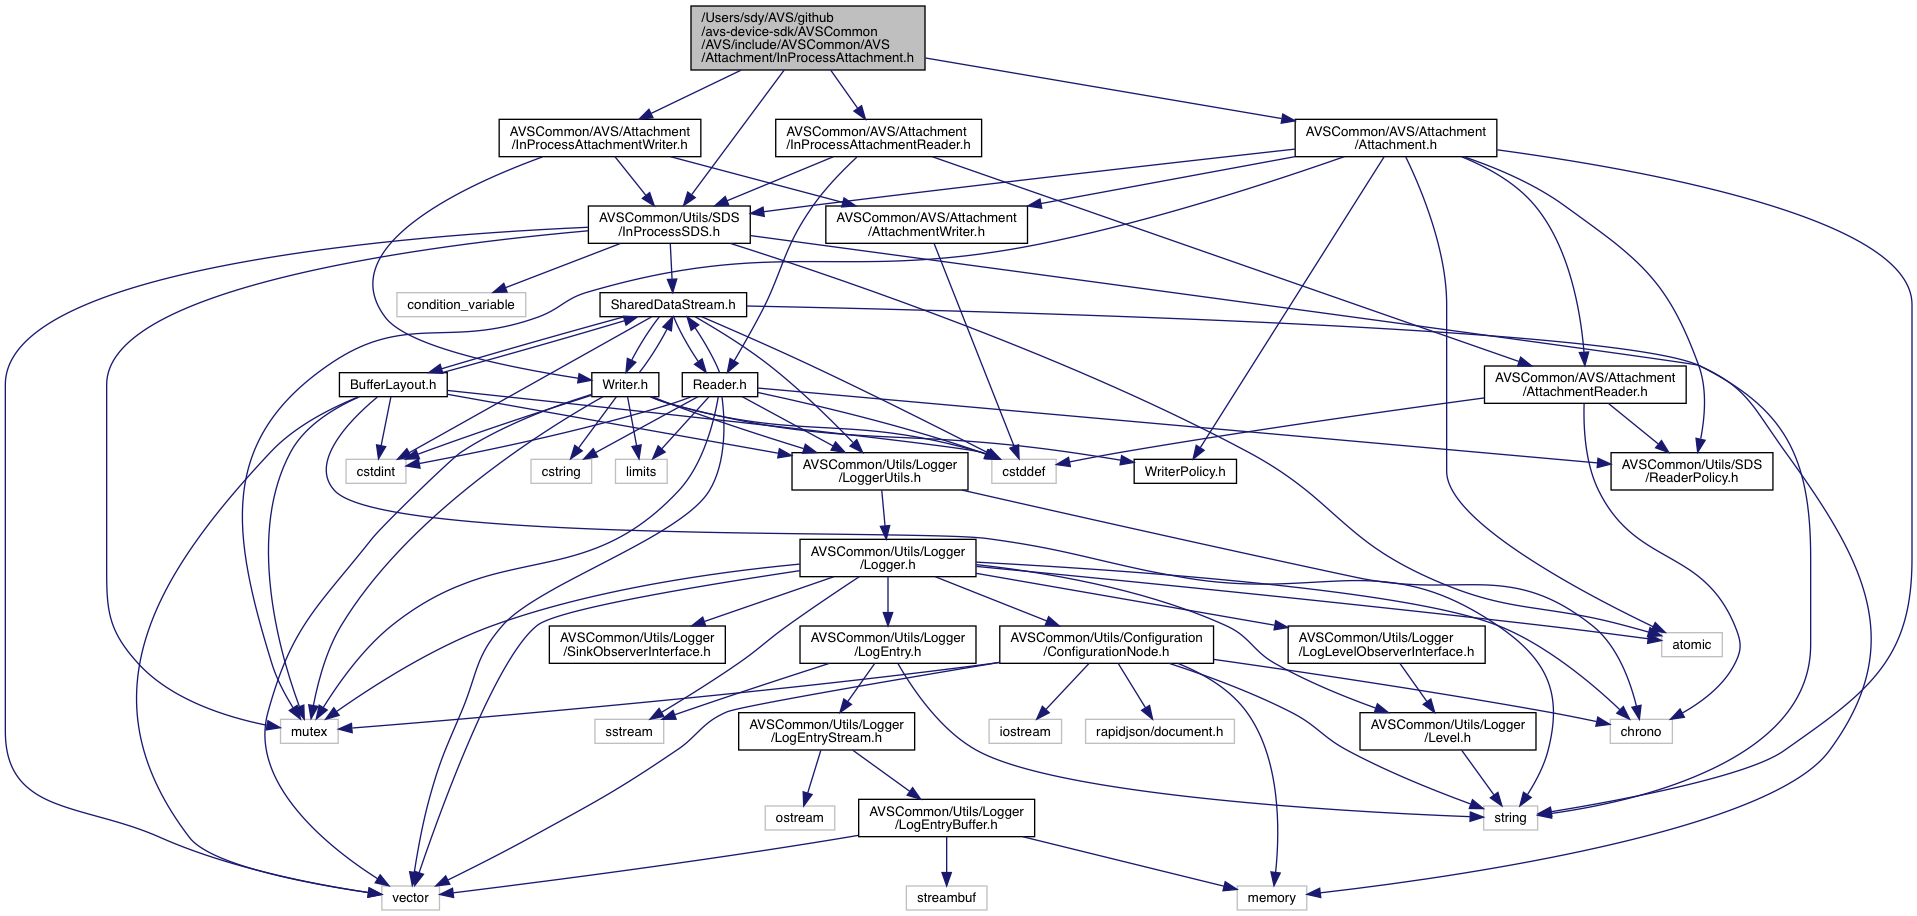 /Users/sdy/AVS/github
/avs-device-sdk/AVSCommon
/AVS/include/AVSCommon/AVS
/Attachment/InProcessAttachment.h
AVSCommon/AVS/Attachment
/InProcessAttachmentWriter.h
AVSCommon/AVS/Attachment
/InProcessAttachmentReader.h
AVSCommon/AVS/Attachment
/Attachment.h
AVSCommon/Utils/SDS
/InProcessSDS.h
AVSCommon/AVS/Attachment
/AttachmentWriter.h
condition_variable
SharedDataStream.h
BufferLayout.h
Writer.h
Reader.h
AVSCommon/AVS/Attachment
/AttachmentReader.h
cstdint
cstring
limits
AVSCommon/Utils/Logger
/LoggerUtils.h
cstddef
WriterPolicy.h
AVSCommon/Utils/SDS
/ReaderPolicy.h
AVSCommon/Utils/Logger
/Logger.h
AVSCommon/Utils/Logger
/SinkObserverInterface.h
AVSCommon/Utils/Logger
/LogEntry.h
AVSCommon/Utils/Configuration
/ConfigurationNode.h
AVSCommon/Utils/Logger
/LogLevelObserverInterface.h
atomic
mutex
sstream
AVSCommon/Utils/Logger
/LogEntryStream.h
iostream
rapidjson/document.h
AVSCommon/Utils/Logger
/Level.h
chrono
ostream
AVSCommon/Utils/Logger
/LogEntryBuffer.h
string
vector
streambuf
memory